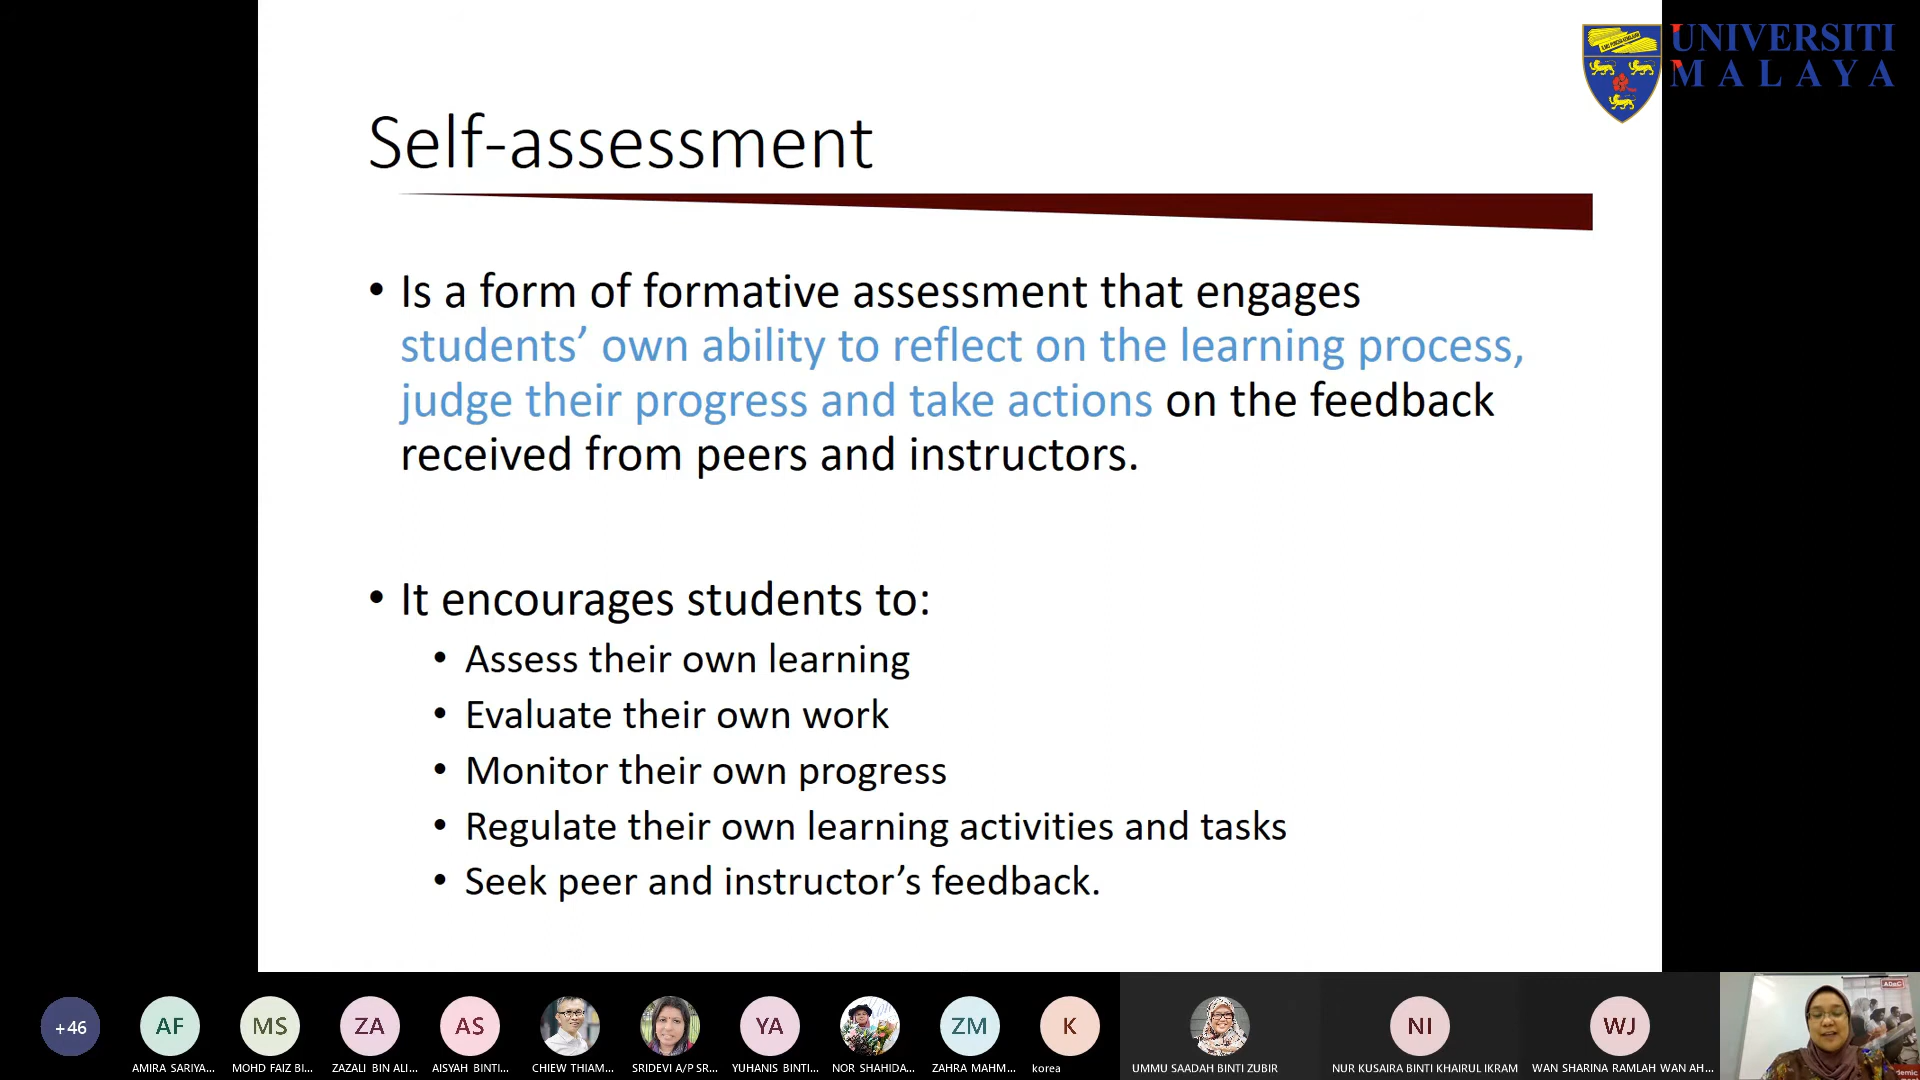 UNIVERSITI
MALAYA
Self-assessment
• Is a form of formative assessment that engages
students’ own ability to reflect on the learning process,
judge their progress and take actions on the feedback
received from peers and instructors.
• It encourages students to:
• Assess their own learning
• Evaluate their own work
• Monitor their own progress
• Regulate their own learning activities and tasks
• Seek peer and instructor’s feedback.
+46
AF
MS
ZA
AS
YA
ZM
K
NI
WJ
AMIRA SARIYA...
MOHD FAIZ BI...
ZAZALI BIN ALI...
AISYAH BINTI...
CHIEW THIAM...
SRIDEVI A/P SR...
YUHANIS BINTI...
NOR SHAHIDA...
ZAHRA MAHM...
korea
UMMU SAADAH BINTI ZUBIR
NUR KUSAIRA BINTI KHAIRUL IKRAM
WAN SHARINA RAMLAH WAN AH...